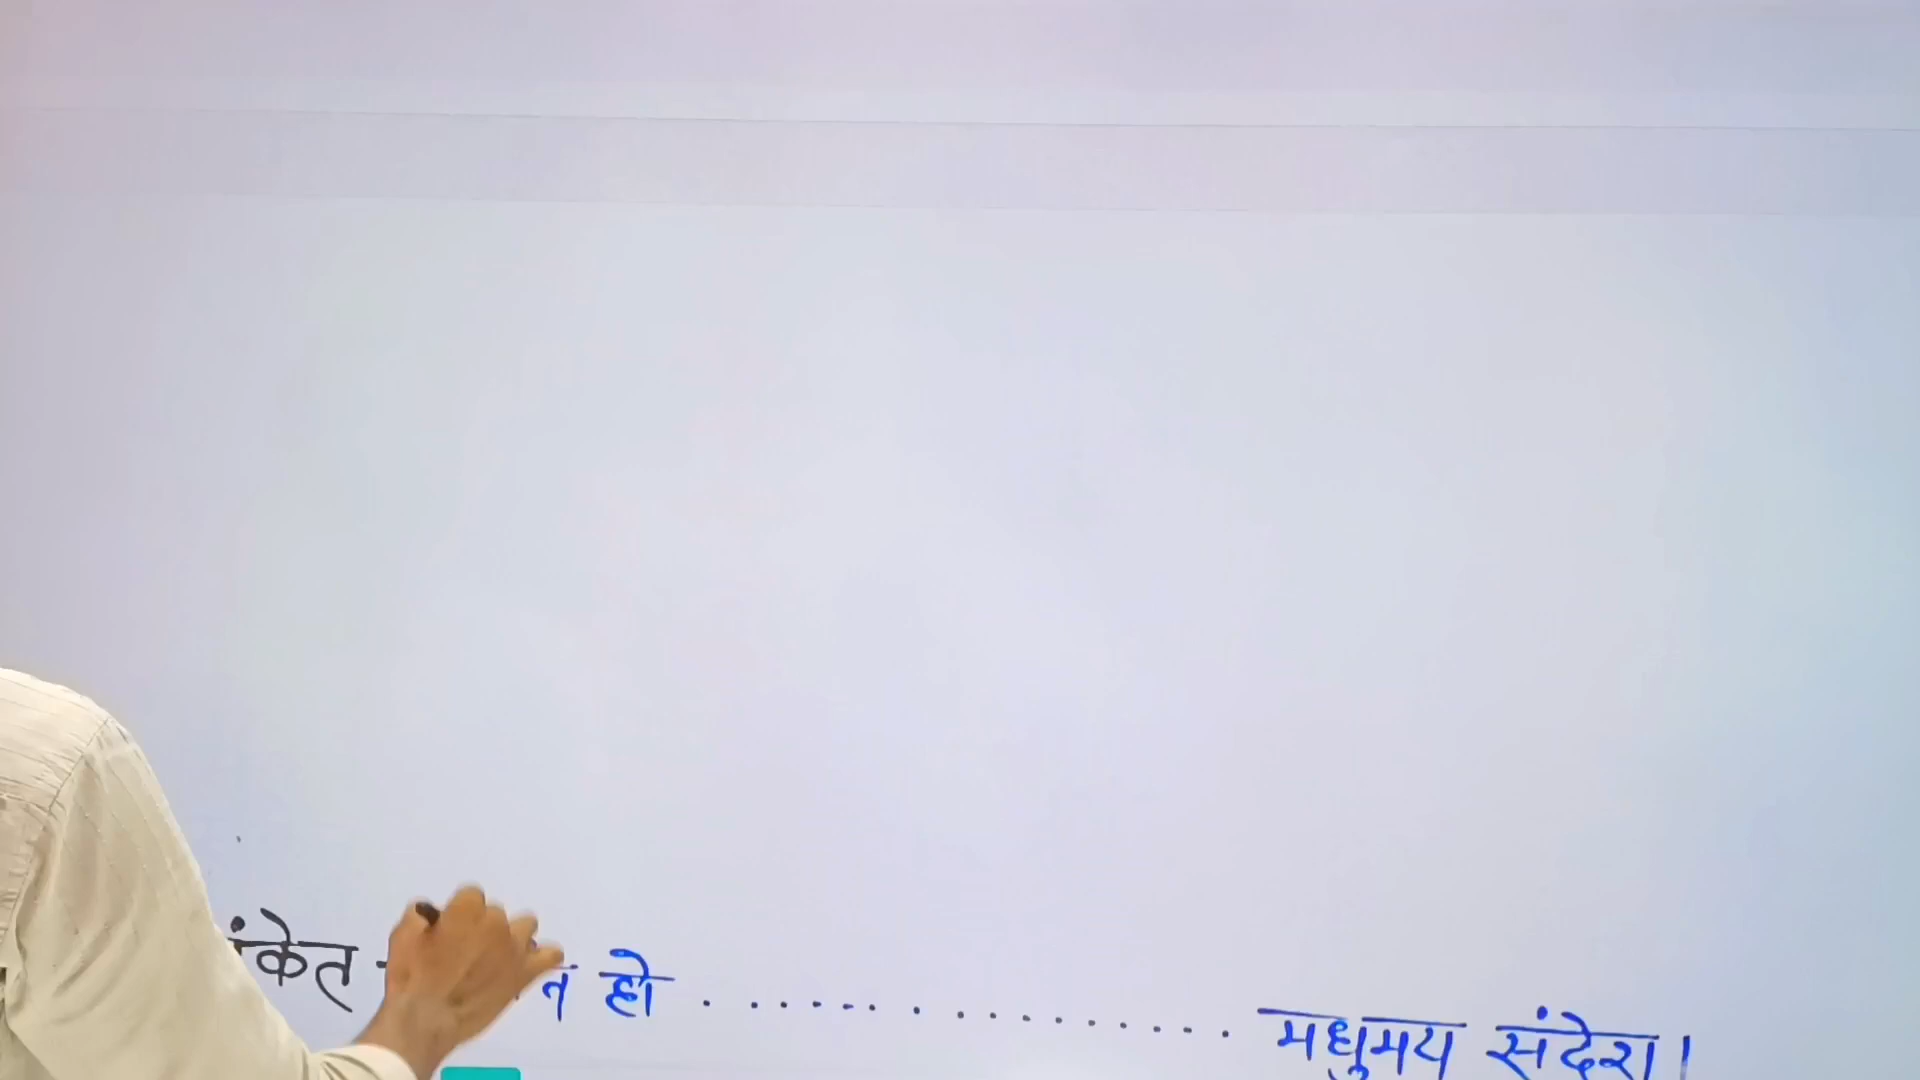 संकेत - न हो . . . . . . . . . . . . . . . . . मधुमय संदेश।